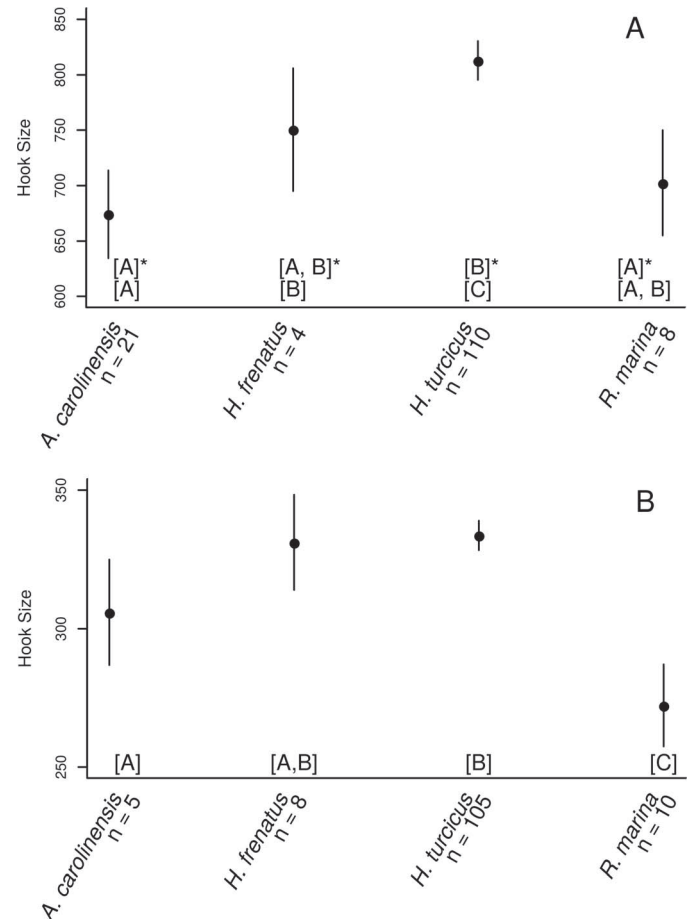 A
Hook Size
850
800
750
700
650
600
[A]* [A, B]* [B]* [A]*
[A] [B] [C] [A, B]
A. carolinensis
n = 21
H. frenatus
n = 4
H. turcicus
n = 110
R. marina
n = 8
B
Hook Size
350
300
250
[A] [A,B] [B] [C]
A. carolinensis
n = 5
H. frenatus
n = 8
H. turcicus
n = 105
R. marina
n = 10